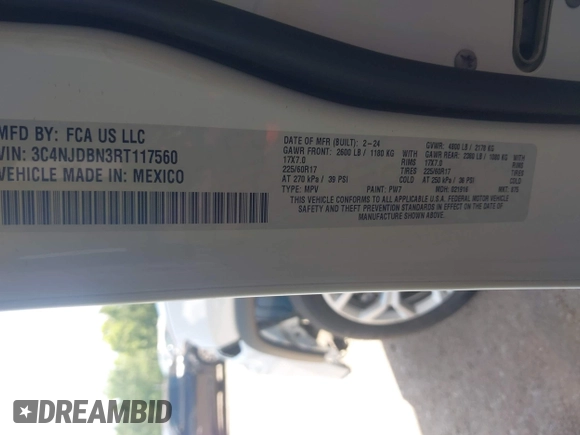 MFD BY: FCA US LLC
VIN: 3C4NJDBN3RT117560
VEHICLE MADE IN: MEXICO
DATE OF MFR (BUILT): 2-24
GAWR FRONT: 2600 LB / 1180 KG WITH
17X7.0 RIMS
225/60R17 TIRES
AT 270 kPa / 39 PSI COLD
TYPE: MPV PAINT: PW7
GVWR: 4800 LB / 2178 KG
GAWR REAR: 2380 LB / 1080 KG WITH
17X7.0 RIMS
225/60R17 TIRES
AT 250 kPa / 36 PSI COLD
MDH: 021916
THIS VEHICLE CONFORMS TO ALL APPLICABLE U.S.A. FEDERAL MOTOR VEHICLE
SAFETY AND THEFT PREVENTION STANDARDS IN EFFECT ON THE DATE OF
MANUFACTURE SHOWN ABOVE.
DREAMBID